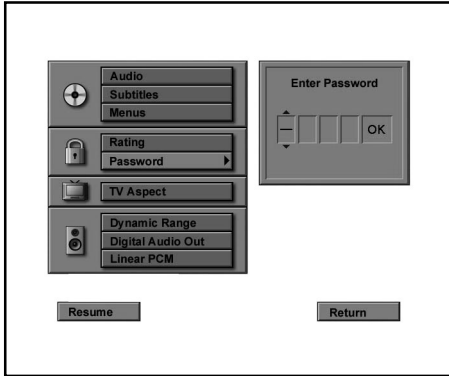 Audio
Subtitles
Menus
Rating
Password
TV Aspect
Dynamic Range
Digital Audio Out
Linear PCM
Enter Password
— OK
Resume
Return